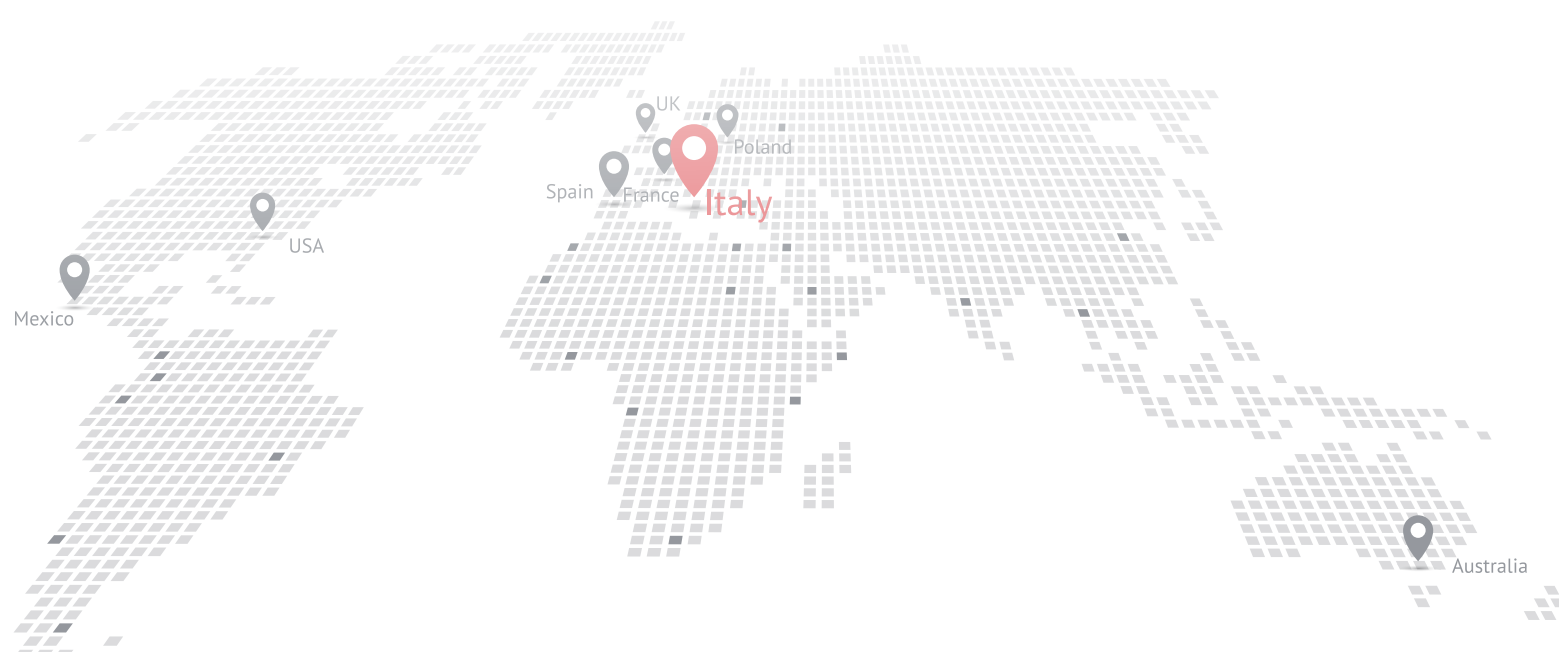 UK
Poland
Spain
France
Italy
USA
Mexico
Australia